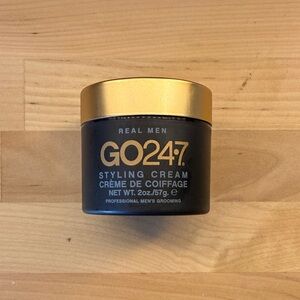 REAL MEN
GO24•7
STYLING CREAM
CRÈME DE COIFFAGE
NET WT. 2oz./57g. ℮
PROFESSIONAL MEN'S GROOMING